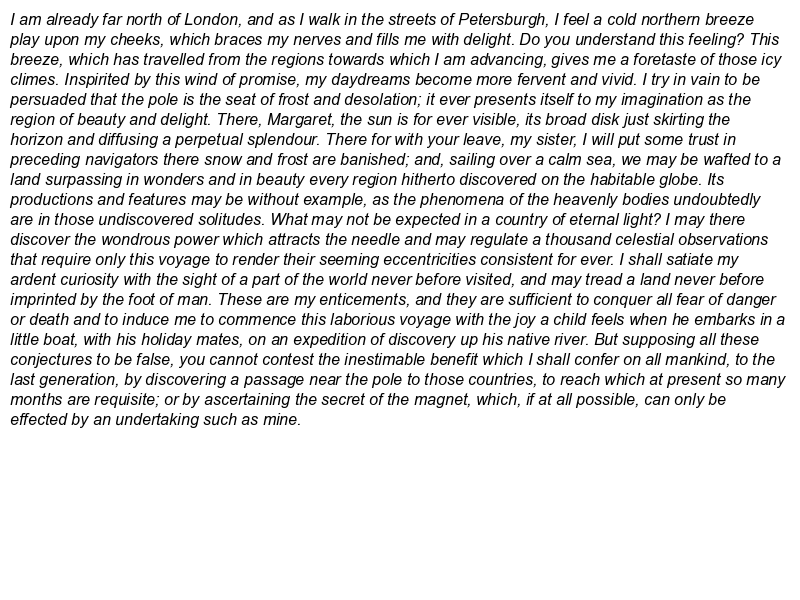 I am already far north of London, and as I walk in the streets of Petersburgh, I feel a cold northern breeze
play upon my cheeks, which braces my nerves and fills me with delight. Do you understand this feeling? This
breeze, which has travelled from the regions towards which I am advancing, gives me a foretaste of those icy
climes. Inspirited by this wind of promise, my daydreams become more fervent and vivid. I try in vain to be
persuaded that the pole is the seat of frost and desolation; it ever presents itself to my imagination as the
region of beauty and delight. There, Margaret, the sun is for ever visible, its broad disk just skirting the
horizon and diffusing a perpetual splendour. There for with your leave, my sister, I will put some trust in
preceding navigators there snow and frost are banished; and, sailing over a calm sea, we may be wafted to a
land surpassing in wonders and in beauty every region hitherto discovered on the habitable globe. Its
productions and features may be without example, as the phenomena of the heavenly bodies undoubtedly
are in those undiscovered solitudes. What may not be expected in a country of eternal light? I may there
discover the wondrous power which attracts the needle and may regulate a thousand celestial observations
that require only this voyage to render their seeming eccentricities consistent for ever. I shall satiate my
ardent curiosity with the sight of a part of the world never before visited, and may tread a land never before
imprinted by the foot of man. These are my enticements, and they are sufficient to conquer all fear of danger
or death and to induce me to commence this laborious voyage with the joy a child feels when he embarks in a
little boat, with his holiday mates, on an expedition of discovery up his native river. But supposing all these
conjectures to be false, you cannot contest the inestimable benefit which I shall confer on all mankind, to the
last generation, by discovering a passage near the pole to those countries, to reach which at present so many
months are requisite; or by ascertaining the secret of the magnet, which, if at all possible, can only be
effected by an undertaking such as mine.